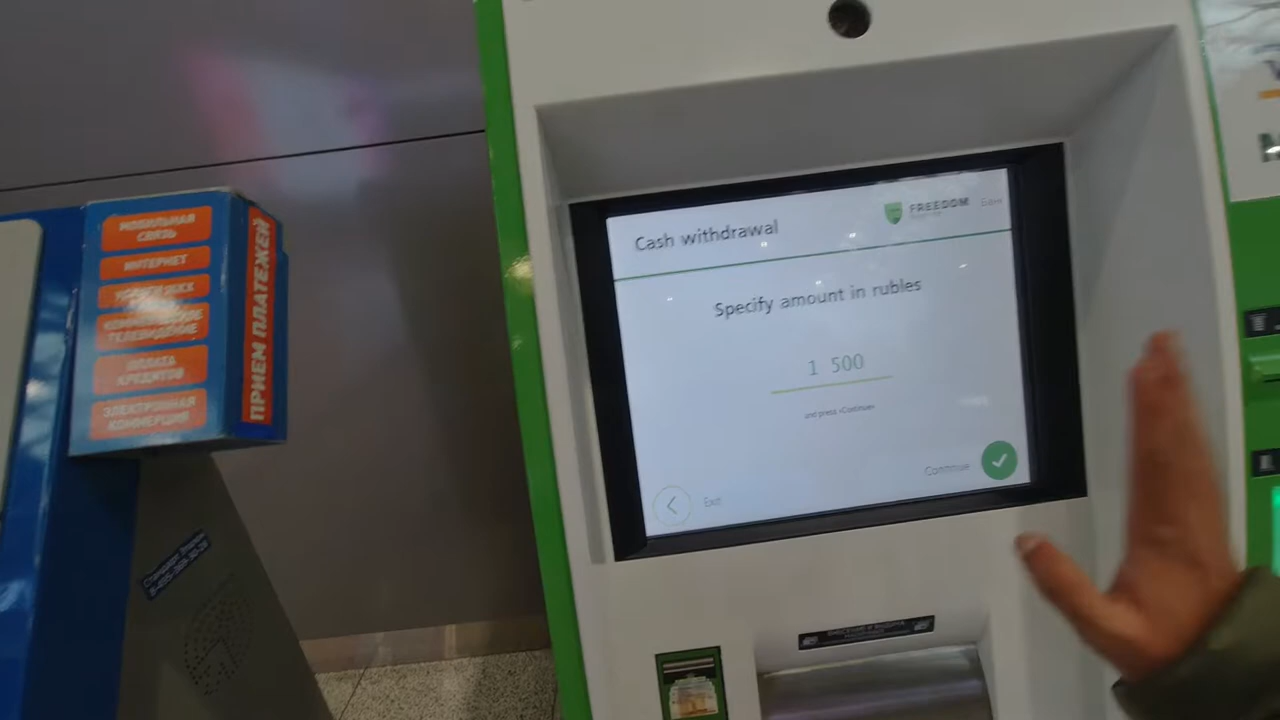 МОБИЛЬНАЯ
СВЯЗЬ
ИНТЕРНЕТ
ТЕЛЕВИДЕНИЕ
ОПЛАТА
КРЕДИТОВ
ЭЛЕКТРОННАЯ
КОММЕРЦИЯ
ПРИЕМ ПЛАТЕЖЕЙ
Cash withdrawal
FREEDOM
Specify amount in rubles
1 500
and press «Continue»
Continue
Exit